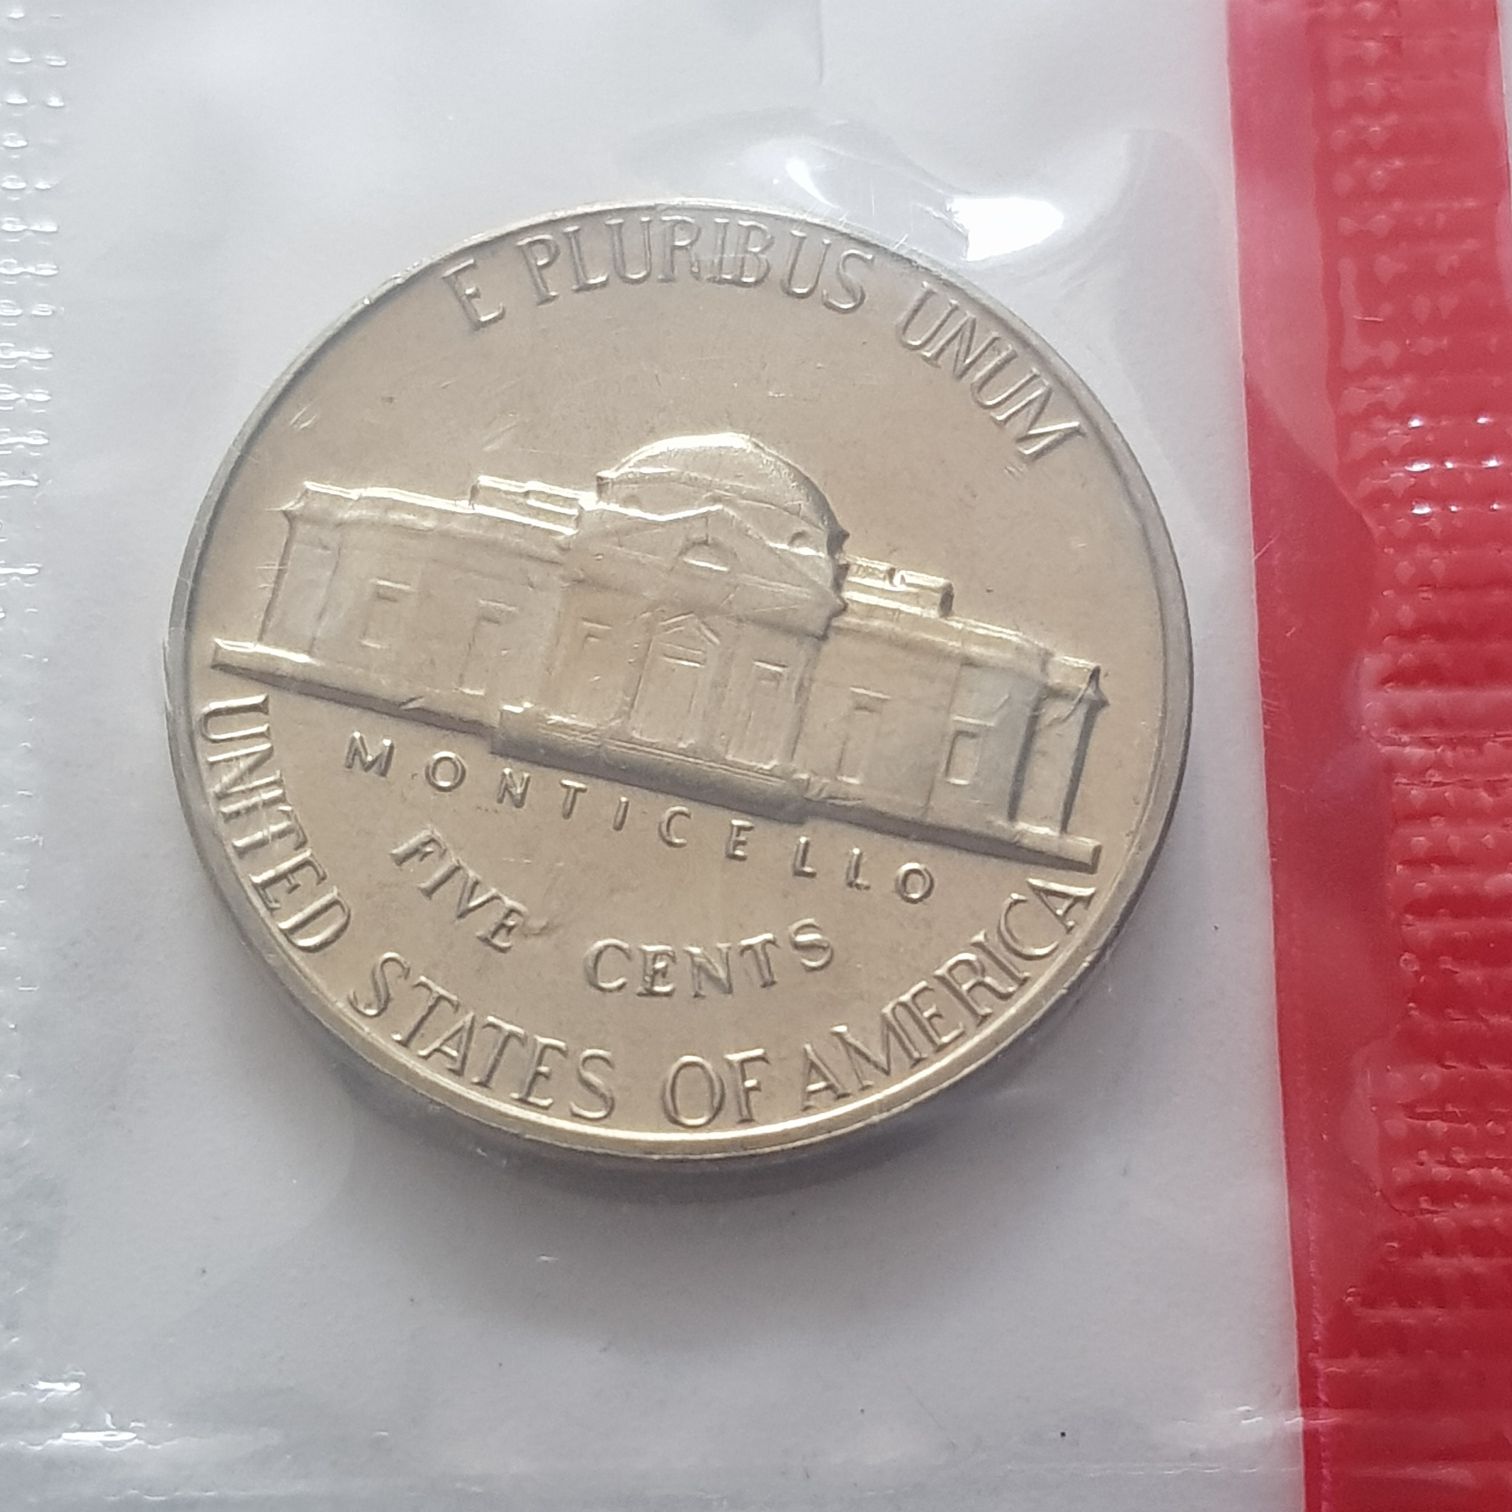 E PLURIBUS UNUM
MONTICELLO
FIVE CENTS
UNITED STATES OF AMERICA